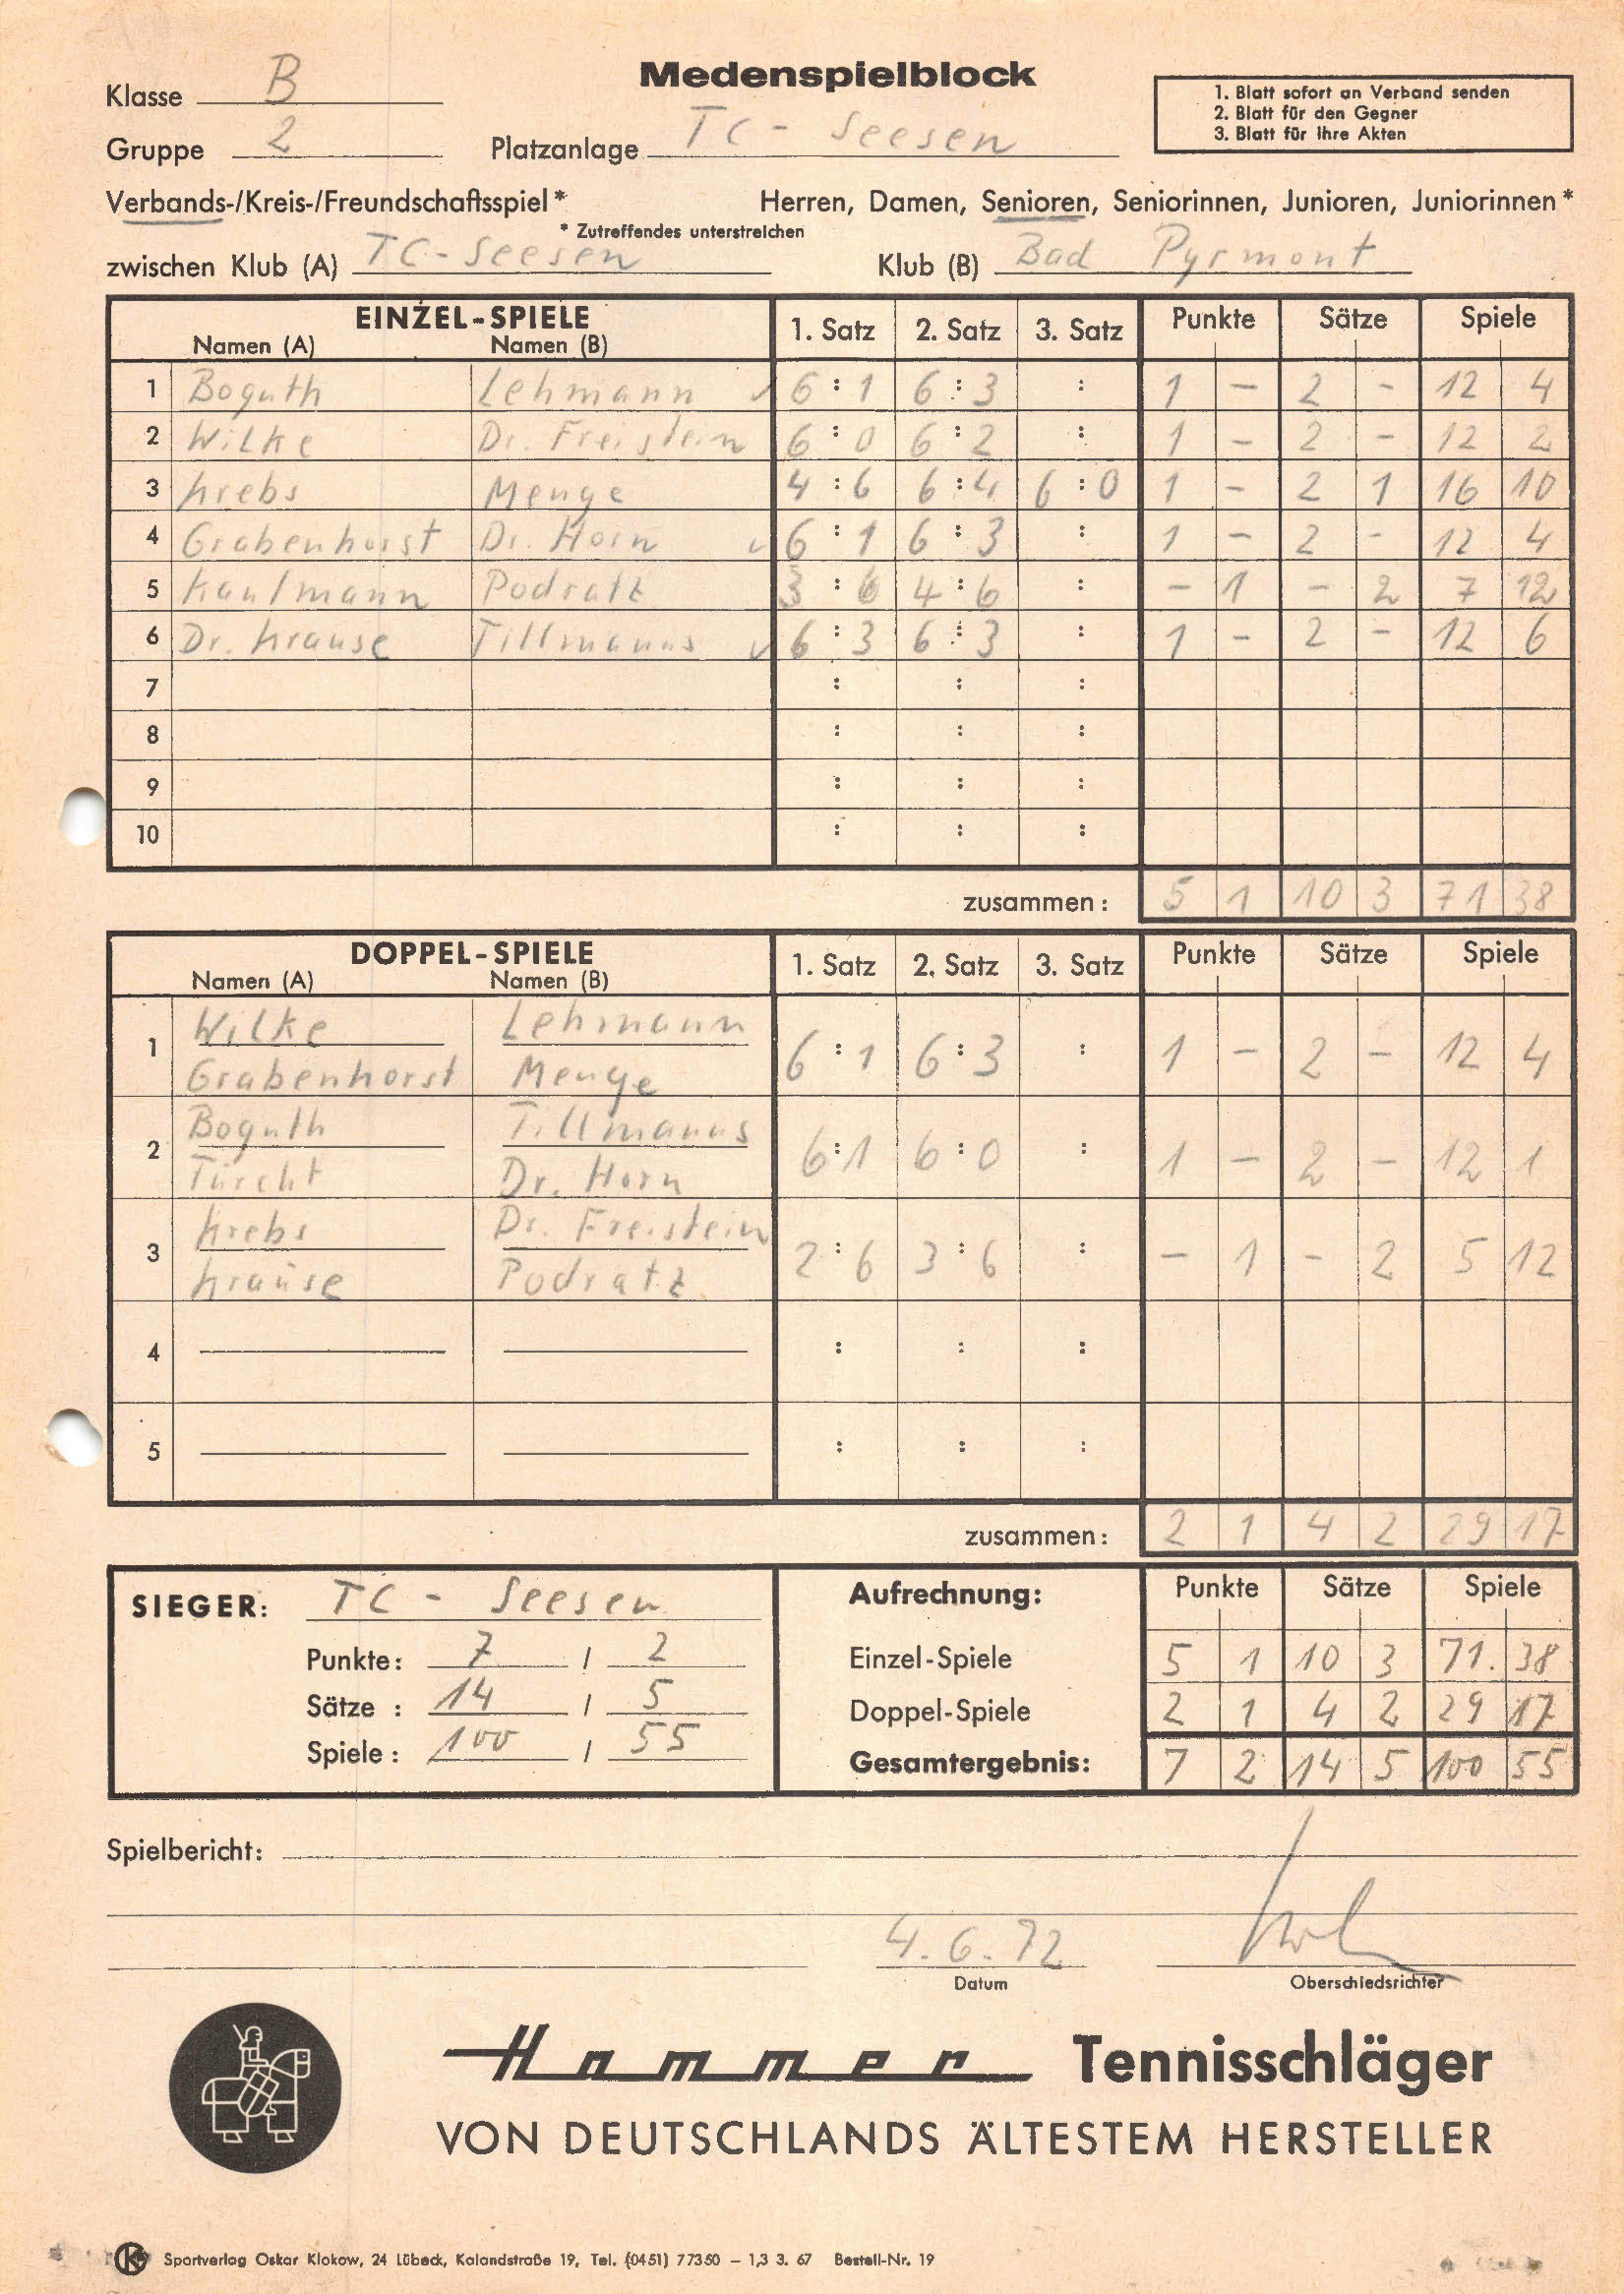 Medenspielblock
Klasse B
Gruppe 2 Platzanlage TC - Seesen
1. Blatt sofort an Verband senden
2. Blatt für den Gegner
3. Blatt für Ihre Akten
Verbands-/Kreis-/Freundschaftsspiel * Herren, Damen, Senioren, Seniorinnen, Junioren, Juniorinnen *
* Zutreffendes unterstreichen
zwischen Klub (A) TC - Seesen Klub (B) Bad Pyrmont
EINZEL-SPIELE 1. Satz 2. Satz 3. Satz Punkte Sätze Spiele
Namen (A) Namen (B)
1 Boguth Lehmann 6 : 1 6 : 3 : 1 - 2 - 12 4
2 Wilke Dr. Freistein 6 : 0 6 : 2 : 1 - 2 - 12 2
3 Krebs Menge 4 : 6 6 : 4 6 : 0 1 - 2 1 16 10
4 Grabenhorst Dr. Horn 6 : 1 6 : 3 : 1 - 2 - 12 4
5 Kaufmann Podratz 3 : 6 4 : 6 : - 1 - 2 7 12
6 Dr. Krause Tillmanns 6 : 3 6 : 3 : 1 - 2 - 12 6
7 : : :
8 : : :
9 : : :
10 : : :
zusammen: 5 1 10 3 71 38
DOPPEL-SPIELE 1. Satz 2. Satz 3. Satz Punkte Sätze Spiele
Namen (A) Namen (B)
Wilke Lehmann
1 6 : 1 6 : 3 : 1 - 2 - 12 4
Grabenhorst Menge
Boguth Tillmanns
2 6 : 1 6 : 0 : 1 - 2 - 12 1
Türcht Dr. Horn
Krebs Dr. Freistein
3 2 : 6 3 : 6 : - 1 - 2 5 12
Krause Podratz
4 : : :
5 : : :
zusammen: 2 1 4 2 29 17
SIEGER: TC - Seesen
Punkte: 7 / 2
Sätze : 14 / 5
Spiele : 100 / 55
Aufrechnung: Punkte Sätze Spiele
Einzel-Spiele 5 1 10 3 71. 38
Doppel-Spiele 2 1 4 2 29 17
Gesamtergebnis: 7 2 14 5 100 55
Spielbericht:
4.6.72
Datum Oberschiedsrichter
Hammer Tennisschläger
VON DEUTSCHLANDS ÄLTESTEM HERSTELLER
OK Sportverlag Oskar Klokow, 24 Lübeck, Kalandstraße 19, Tel. (0451) 77350 – 1,3 3. 67 Bestell-Nr. 19